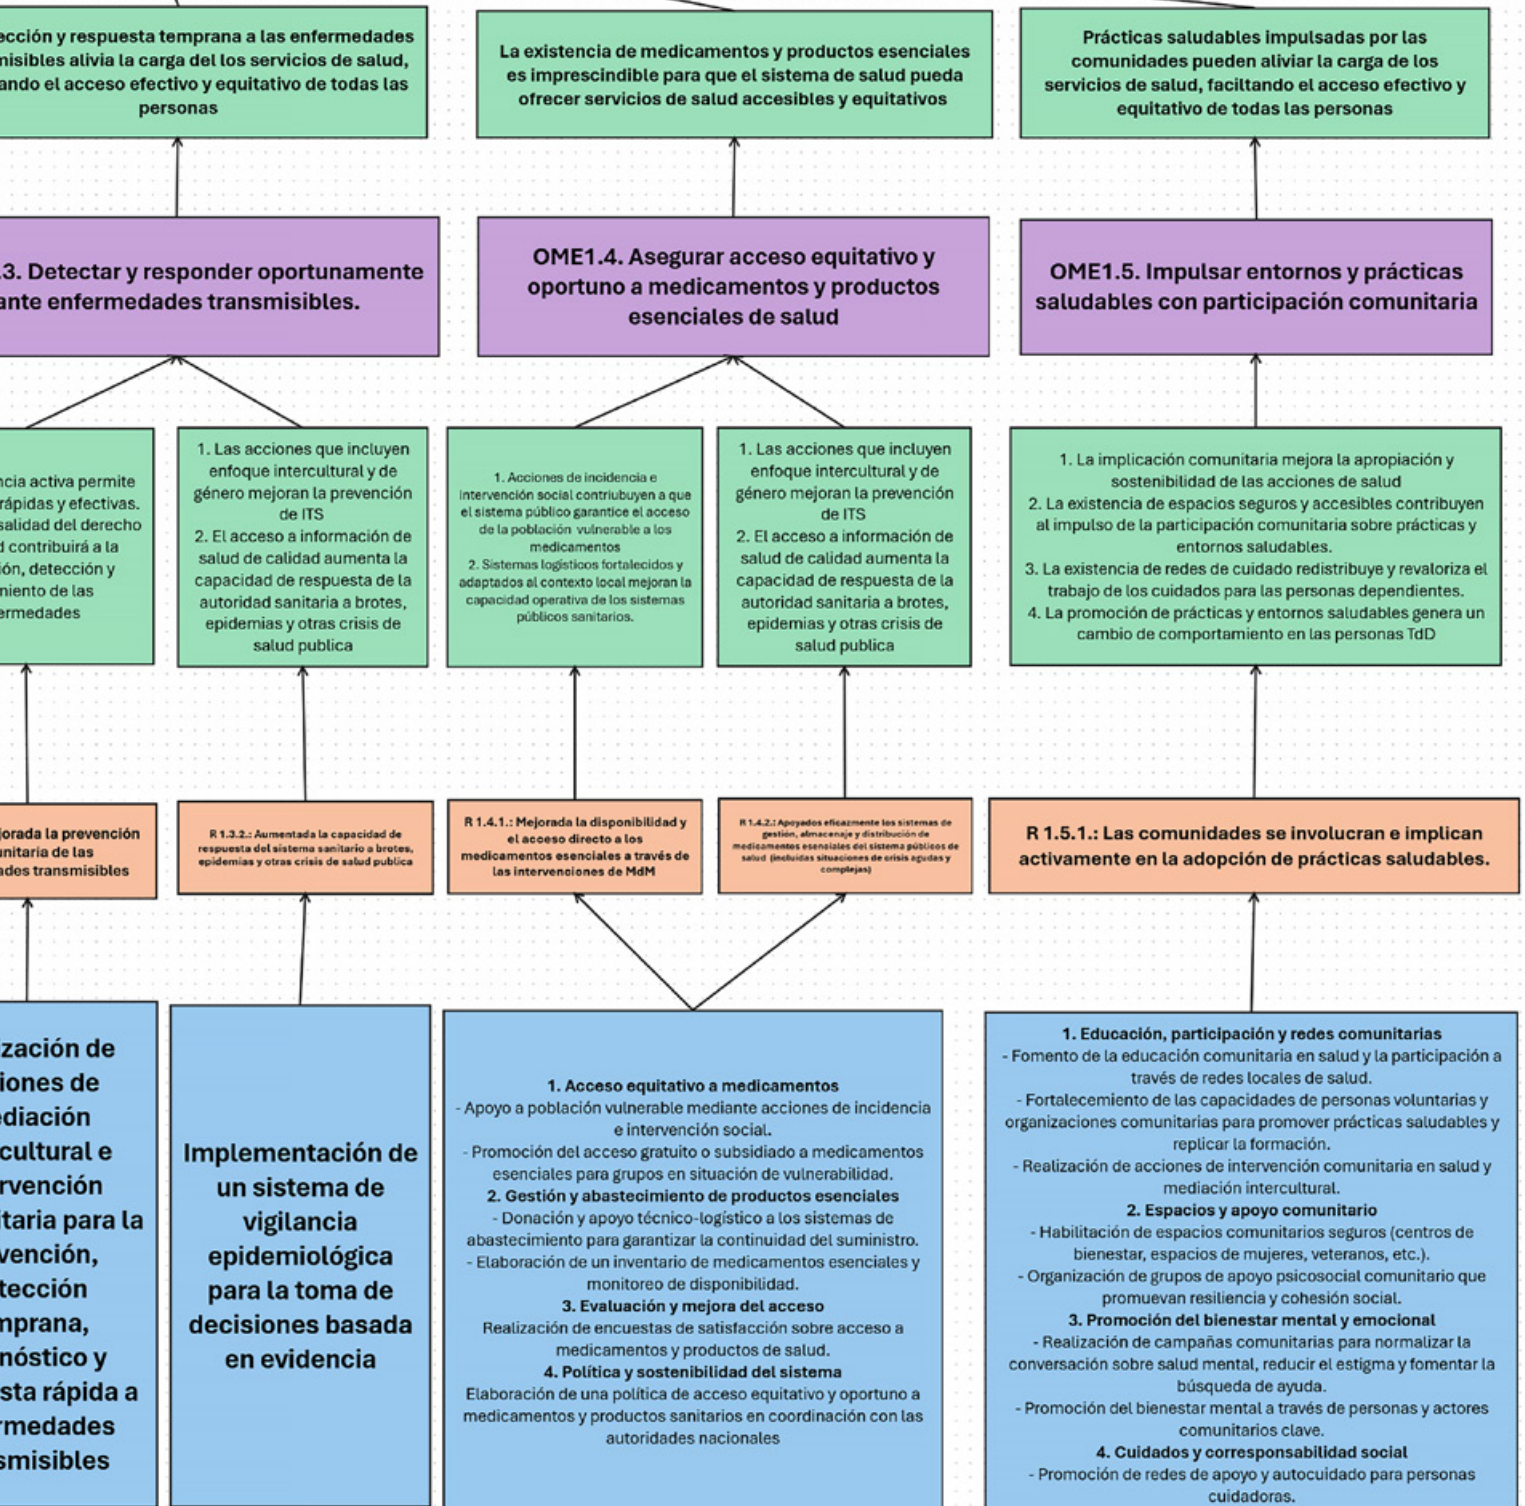 ección y respuesta temprana a las enfermedades
misibles alivia la carga del los servicios de salud,
ando el acceso efectivo y equitativo de todas las
personas
La existencia de medicamentos y productos esenciales
es imprescindible para que el sistema de salud pueda
ofrecer servicios de salud accesibles y equitativos
Prácticas saludables impulsadas por las
comunidades pueden aliviar la carga de los
servicios de salud, faciltando el acceso efectivo y
equitativo de todas las personas
.3. Detectar y responder oportunamente
ante enfermedades transmisibles.
OME1.4. Asegurar acceso equitativo y
oportuno a medicamentos y productos
esenciales de salud
OME1.5. Impulsar entornos y prácticas
saludables con participación comunitaria
ncia activa permite
rápidas y efectivas.
salidad del derecho
d contribuirá a la
ión, detección y
niento de las
ermedades
1. Las acciones que incluyen
enfoque intercultural y de
género mejoran la prevención
de ITS
2. El acceso a información de
salud de calidad aumenta la
capacidad de respuesta de la
autoridad sanitaria a brotes,
epidemias y otras crisis de
salud publica
1. Acciones de incidencia e
intervención social contriubuyen a que
el sistema público garantice el acceso
de la población vulnerable a los
medicamentos
2. Sistemas logísticos fortalecidos y
adaptados al contexto local mejoran la
capacidad operativa de los sistemas
públicos sanitarios.
1. Las acciones que incluyen
enfoque intercultural y de
género mejoran la prevención
de ITS
2. El acceso a información de
salud de calidad aumenta la
capacidad de respuesta de la
autoridad sanitaria a brotes,
epidemias y otras crisis de
salud publica
1. La implicación comunitaria mejora la apropiación y
sostenibilidad de las acciones de salud
2. La existencia de espacios seguros y accesibles contribuyen
al impulso de la participación comunitaria sobre prácticas y
entornos saludables.
3. La existencia de redes de cuidado redistribuye y revaloriza el
trabajo de los cuidados para las personas dependientes.
4. La promoción de prácticas y entornos saludables genera un
cambio de comportamiento en las personas TdD
jorada la prevención
unitaria de las
ades transmisibles
R 1.3.2.: Aumentada la capacidad de
respuesta del sistema sanitario a brotes,
epidemias y otras crisis de salud publica
R 1.4.1.: Mejorada la disponibilidad y
el acceso directo a los
medicamentos esenciales a través de
las intervenciones de MdM
R 1.4.2.: Apoyados eficazmente los sistemas de
gestión, almacenaje y distribución de
medicamentos esenciales del sistema públicos de
salud (incluidas situaciones de crisis agudas y
complejas)
R 1.5.1.: Las comunidades se involucran e implican
activamente en la adopción de prácticas saludables.
ización de
iones de
ediación
cultural e
rvención
itaria para la
vención,
tección
mprana,
nóstico y
sta rápida a
rmedades
smisibles
Implementación de
un sistema de
vigilancia
epidemiológica
para la toma de
decisiones basada
en evidencia
1. Acceso equitativo a medicamentos
- Apoyo a población vulnerable mediante acciones de incidencia
e intervención social.
- Promoción del acceso gratuito o subsidiado a medicamentos
esenciales para grupos en situación de vulnerabilidad.
2. Gestión y abastecimiento de productos esenciales
- Donación y apoyo técnico-logístico a los sistemas de
abastecimiento para garantizar la continuidad del suministro.
- Elaboración de un inventario de medicamentos esenciales y
monitoreo de disponibilidad.
3. Evaluación y mejora del acceso
Realización de encuestas de satisfacción sobre acceso a
medicamentos y productos de salud.
4. Política y sostenibilidad del sistema
Elaboración de una política de acceso equitativo y oportuno a
medicamentos y productos sanitarios en coordinación con las
autoridades nacionales
1. Educación, participación y redes comunitarias
- Fomento de la educación comunitaria en salud y la participación a
través de redes locales de salud.
- Fortalecemiento de las capacidades de personas voluntarias y
organizaciones comunitarias para promover prácticas saludables y
replicar la formación.
- Realización de acciones de intervención comunitaria en salud y
mediación intercultural.
2. Espacios y apoyo comunitario
- Habilitación de espacios comunitarios seguros (centros de
bienestar, espacios de mujeres, veteranos, etc.).
- Organización de grupos de apoyo psicosocial comunitario que
promuevan resiliencia y cohesión social.
3. Promoción del bienestar mental y emocional
- Realización de campañas comunitarias para normalizar la
conversación sobre salud mental, reducir el estigma y fomentar la
búsqueda de ayuda.
- Promoción del bienestar mental a través de personas y actores
comunitarios clave.
4. Cuidados y corresponsabilidad social
- Promoción de redes de apoyo y autocuidado para personas
cuidadoras.